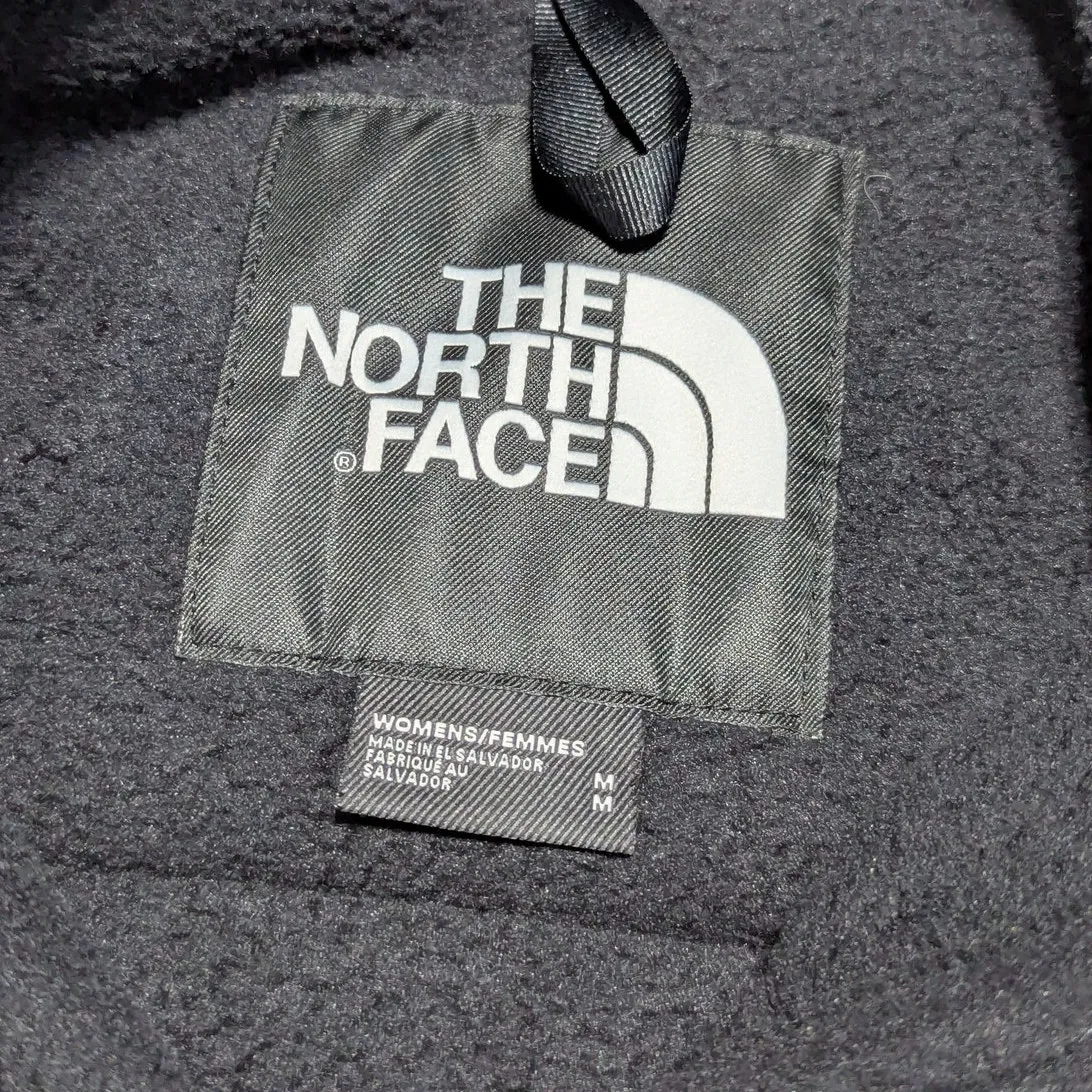 THE
NORTH
® FACE
WOMENS/FEMMES
MADE IN EL SALVADOR
FABRIQUÉ AU
SALVADOR
M
M